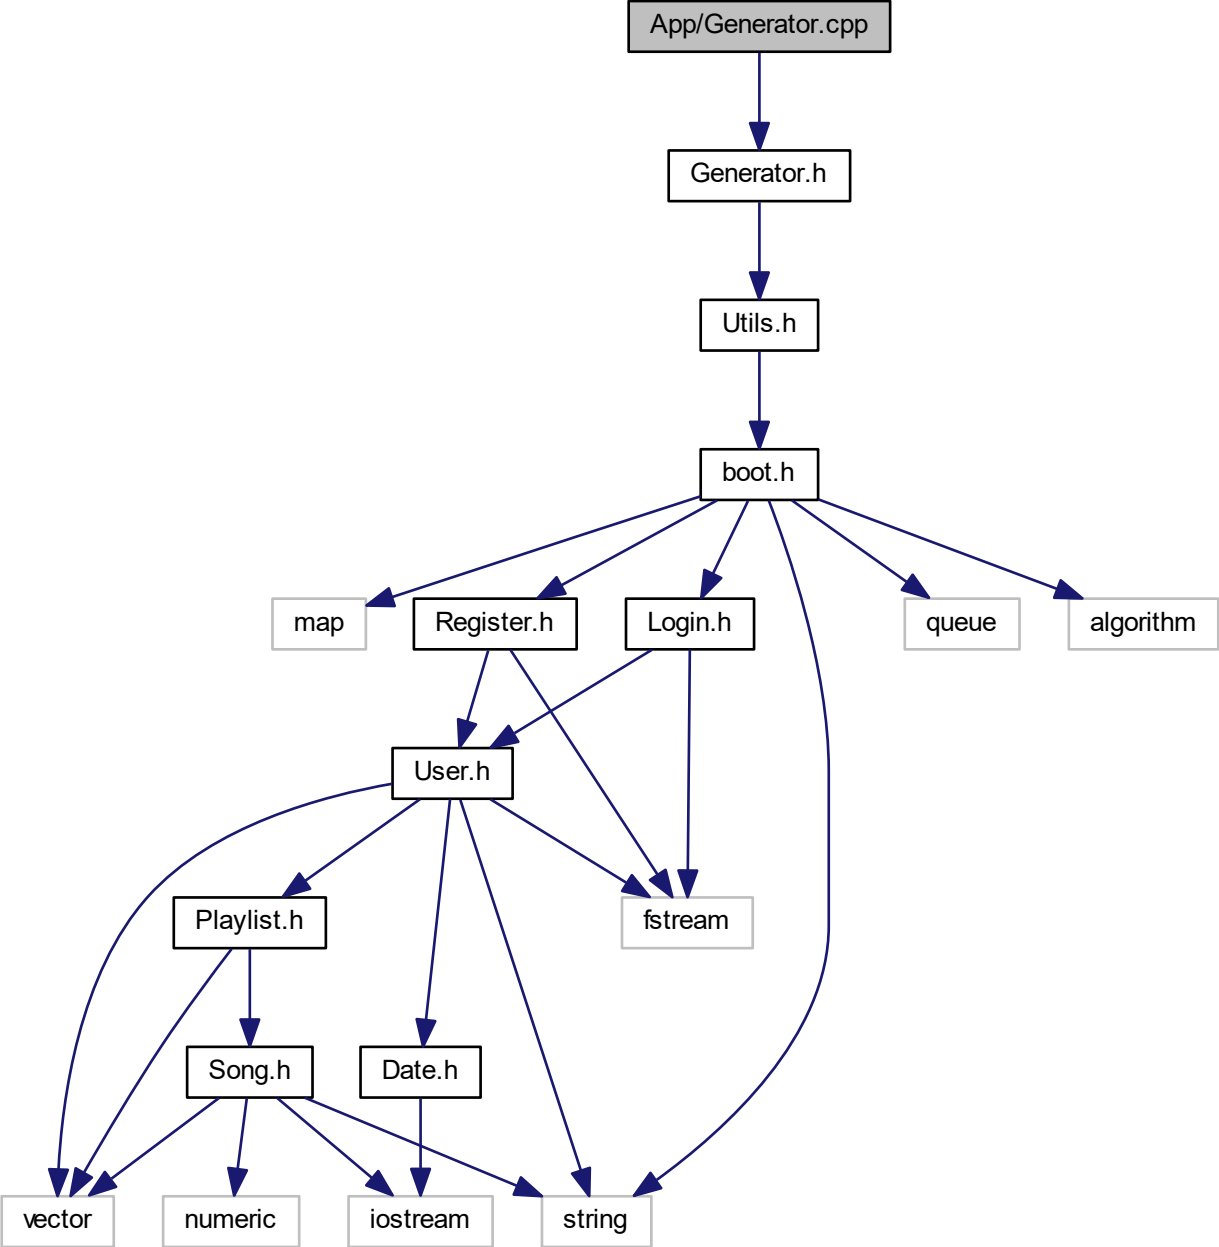 App/Generator.cpp
Generator.h
Utils.h
boot.h
map
Register.h
Login.h
queue
algorithm
User.h
Playlist.h
fstream
Song.h
Date.h
vector
numeric
iostream
string